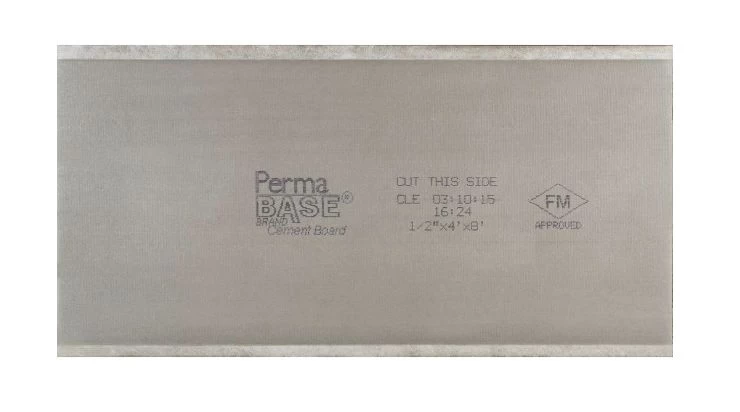 Perma
BASE®
BRAND
Cement Board
CUT THIS SIDE
CLE 03:10:15
16:24
1/2"x4'x8'
FM
APPROVED